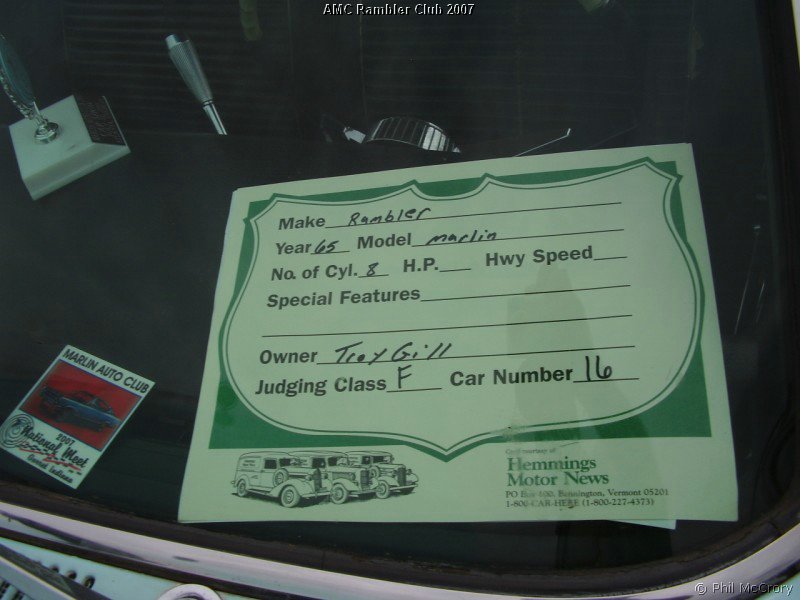 AMC Rambler Club 2007
Make Rambler
Year 65 Model marlin
No. of Cyl. 8 H.P. Hwy Speed
Special Features
Owner Troy Gill
Judging Class F Car Number 16
Courtesy of
Hemmings
Motor News
PO Box 100, Bennington, Vermont 05201
1-800-CAR-HERE (1-800-227-4373)
MARLIN AUTO CLUB
2007
National Meet
© Phil McCrory